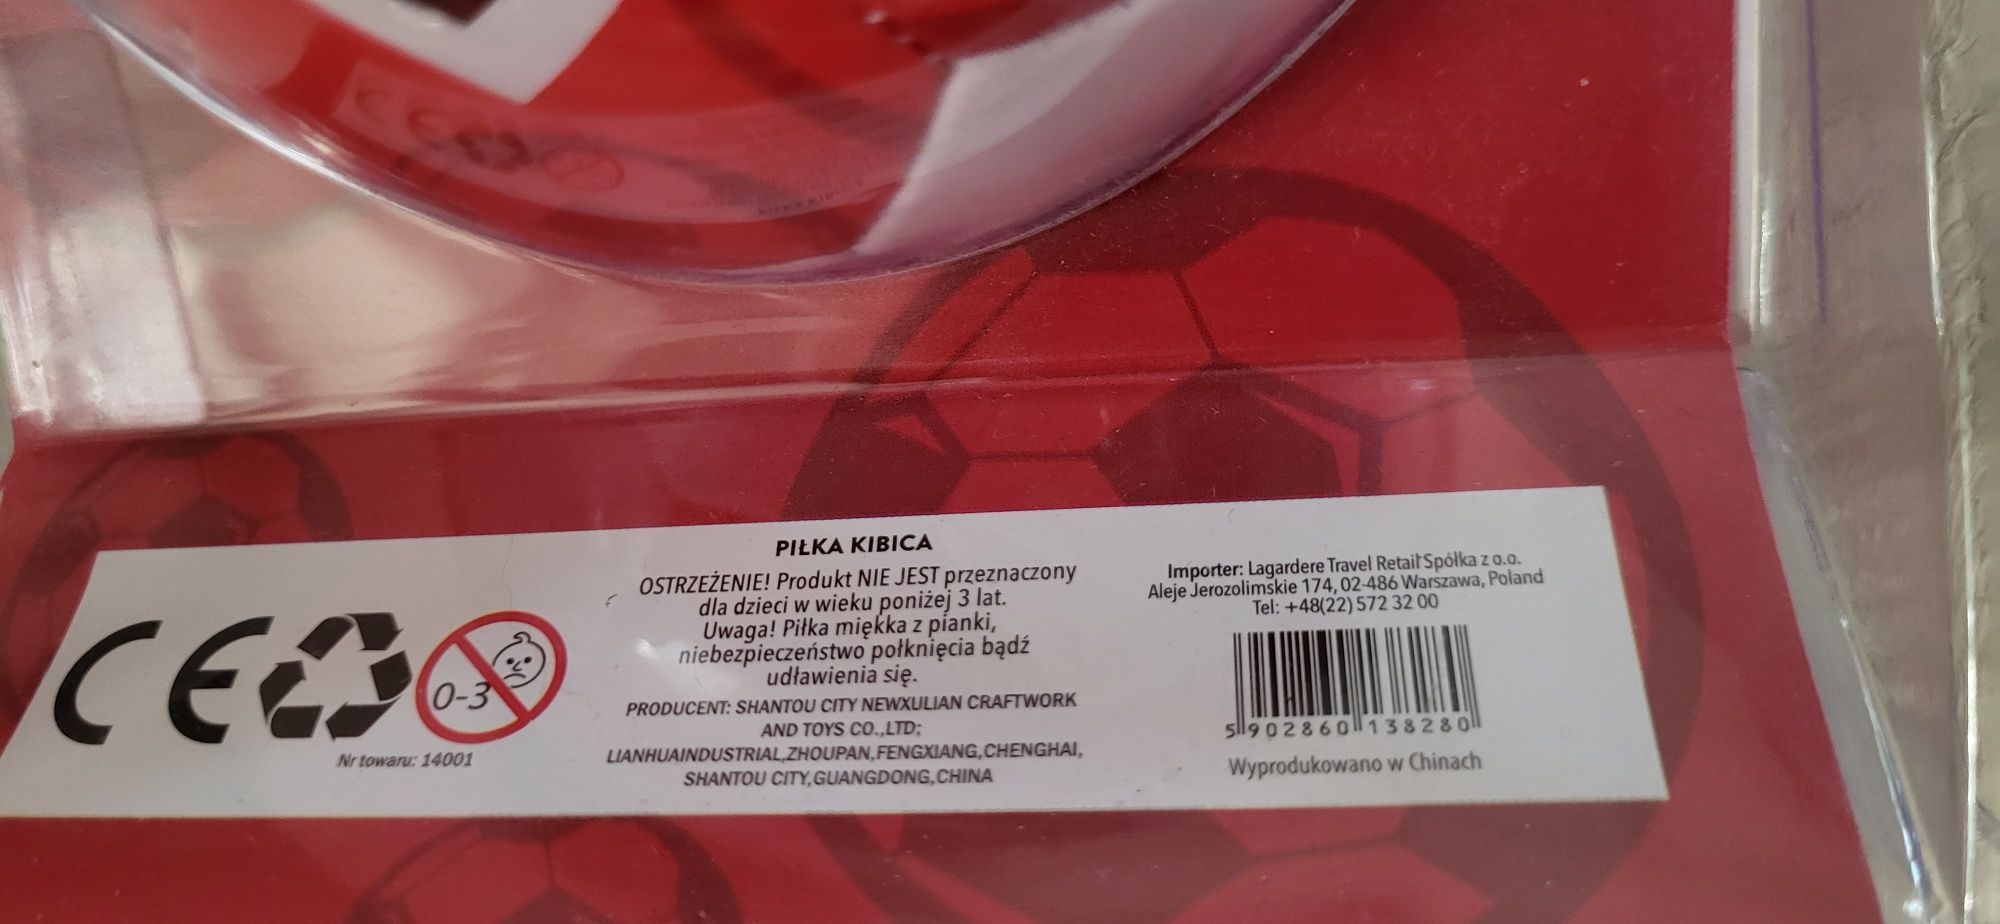 CE
0-3
Nr towaru: 14001
PIŁKA KIBICA
OSTRZEŻENIE! Produkt NIE JEST przeznaczony
dla dzieci w wieku poniżej 3 lat.
Uwaga! Piłka miękka z pianki,
niebezpieczeństwo połknięcia bądź
udławienia się.
PRODUCENT: SHANTOU CITY NEWXULIAN CRAFTWORK
AND TOYS CO.,LTD;
LIANHUAINDUSTRIAL,ZHOUPAN,FENGXIANG,CHENGHAI,
SHANTOU CITY,GUANGDONG,CHINA
Importer: Lagardere Travel Retail Spółka z o.o.
Aleje Jerozolimskie 174, 02-486 Warszawa, Poland
Tel: +48(22) 572 32 00
5 902860 138280
Wyprodukowano w Chinach